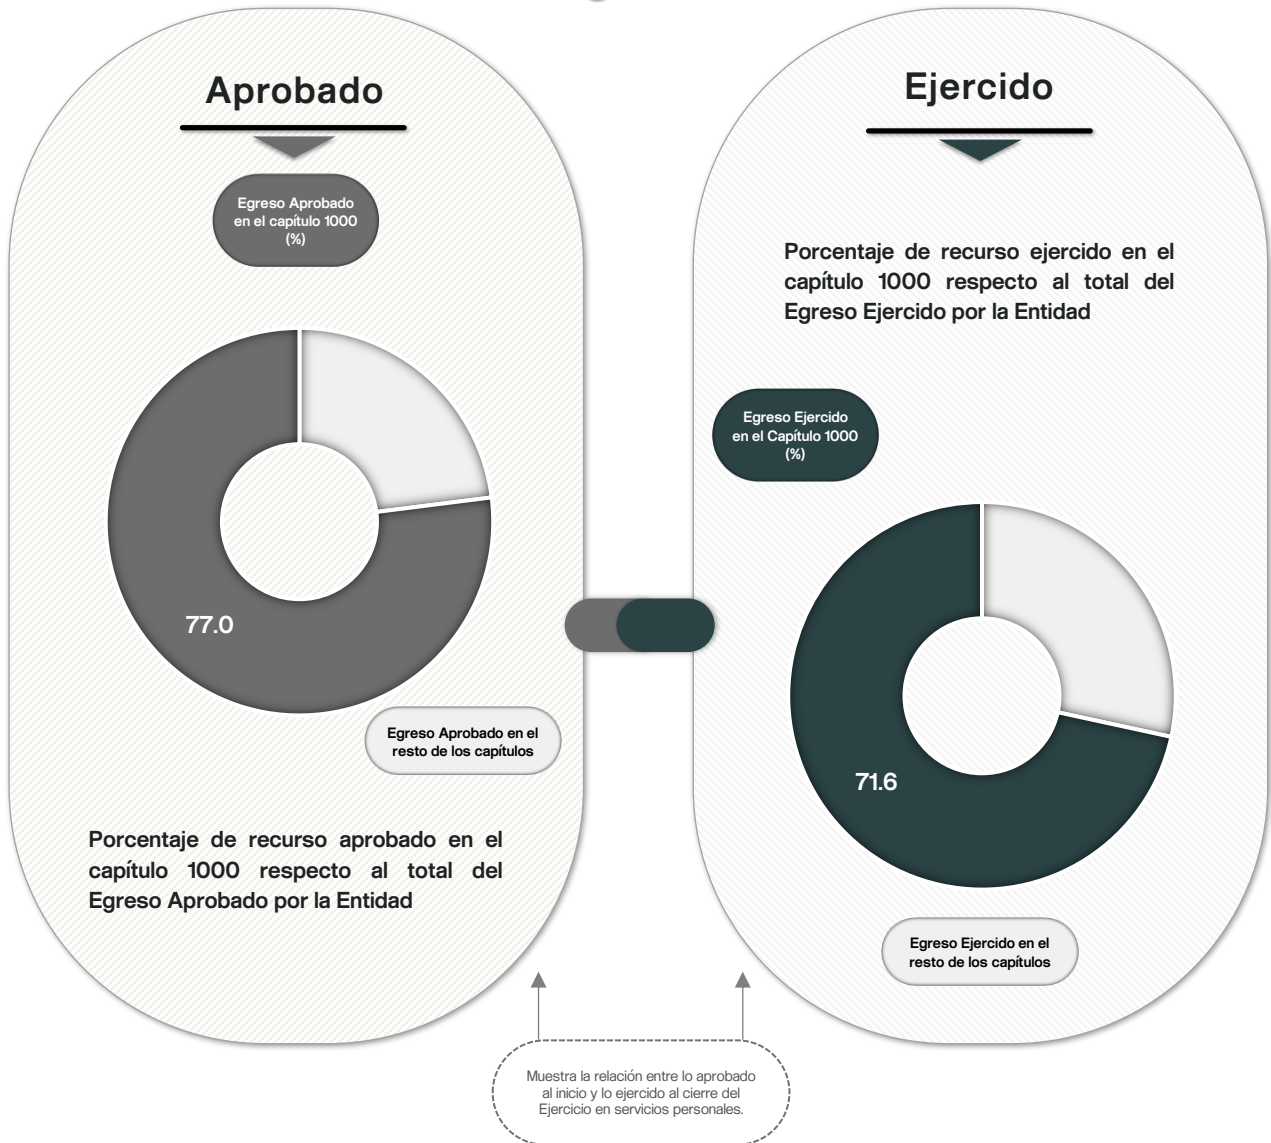 Aprobado
Egreso Aprobado
en el capítulo 1000
(%)
77.0
Egreso Aprobado en el
resto de los capítulos
Porcentaje de recurso aprobado en el
capítulo 1000 respecto al total del
Egreso Aprobado por la Entidad
Ejercido
Porcentaje de recurso ejercido en el
capítulo 1000 respecto al total del
Egreso Ejercido por la Entidad
Egreso Ejercido
en el Capítulo 1000
(%)
71.6
Egreso Ejercido en el
resto de los capítulos
Muestra la relación entre lo aprobado
al inicio y lo ejercido al cierre del
Ejercicio en servicios personales.